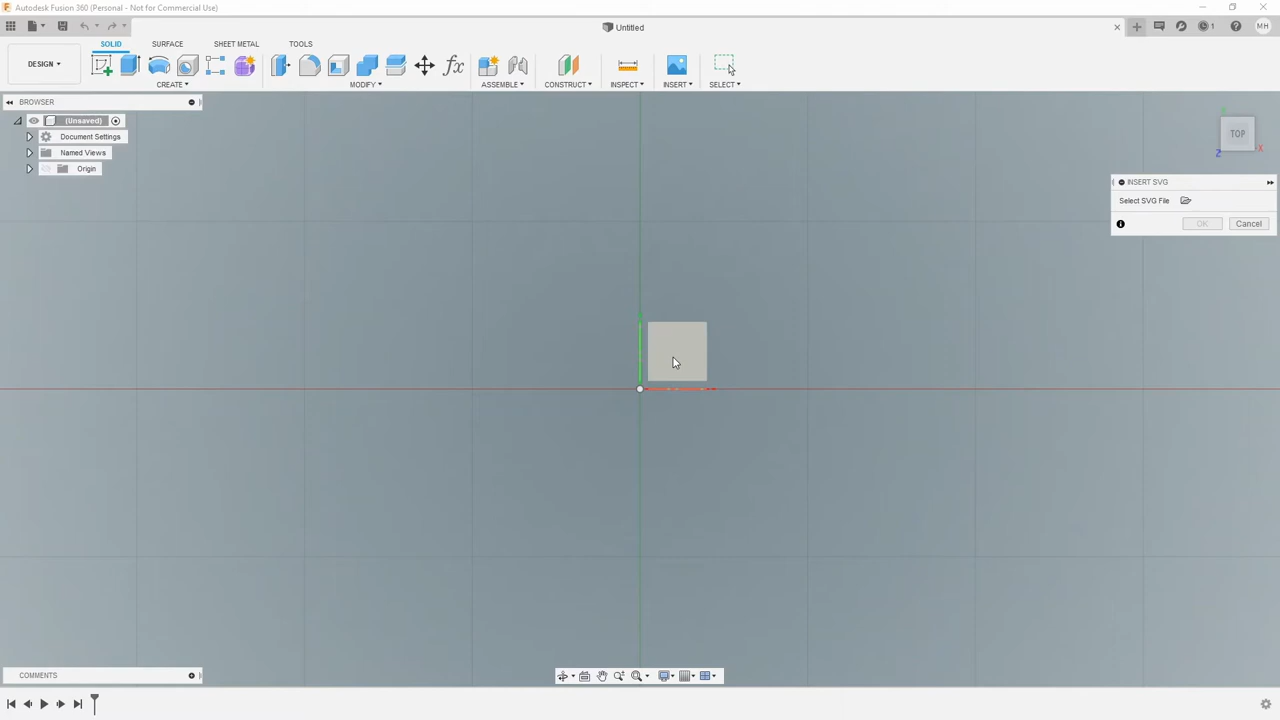 Autodesk Fusion 360 (Personal - Not for Commercial Use)
Untitled
1
MH
SOLID SURFACE SHEET METAL TOOLS
DESIGN
fx
CREATE MODIFY ASSEMBLE CONSTRUCT INSPECT INSERT SELECT
BROWSER
(Unsaved)
Document Settings
Named Views
Origin
TOP
X
Z
INSERT SVG
Select SVG File
OK Cancel
COMMENTS